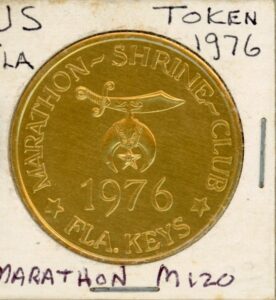 US TOKEN
FLA 1976
MARATHON~SHRINE~CLUB
1976
☆ FLA. KEYS ☆
MARATHON M120